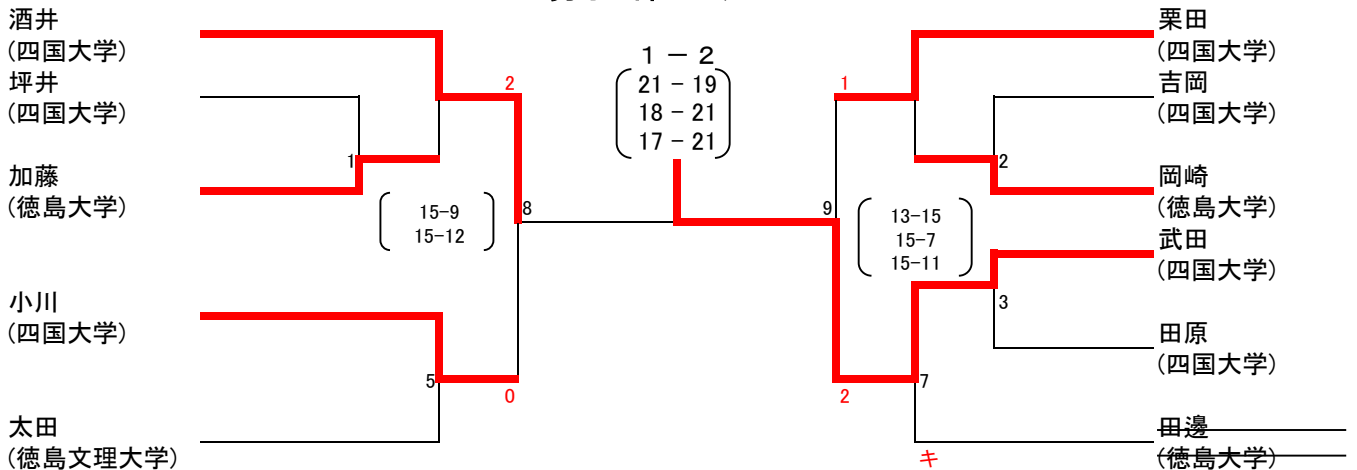 酒井
(四国大学)
坪井
(四国大学)
加藤
(徳島大学)
小川
(四国大学)
太田
(徳島文理大学)
1
5
2
0
8
15-9
15-12
1 － 2
21 － 19
18 － 21
17 － 21
9
1
2
13-15
15-7
15-11
2
3
7
キ
栗田
(四国大学)
吉岡
(四国大学)
岡崎
(徳島大学)
武田
(四国大学)
田原
(四国大学)
田邊
(徳島大学)